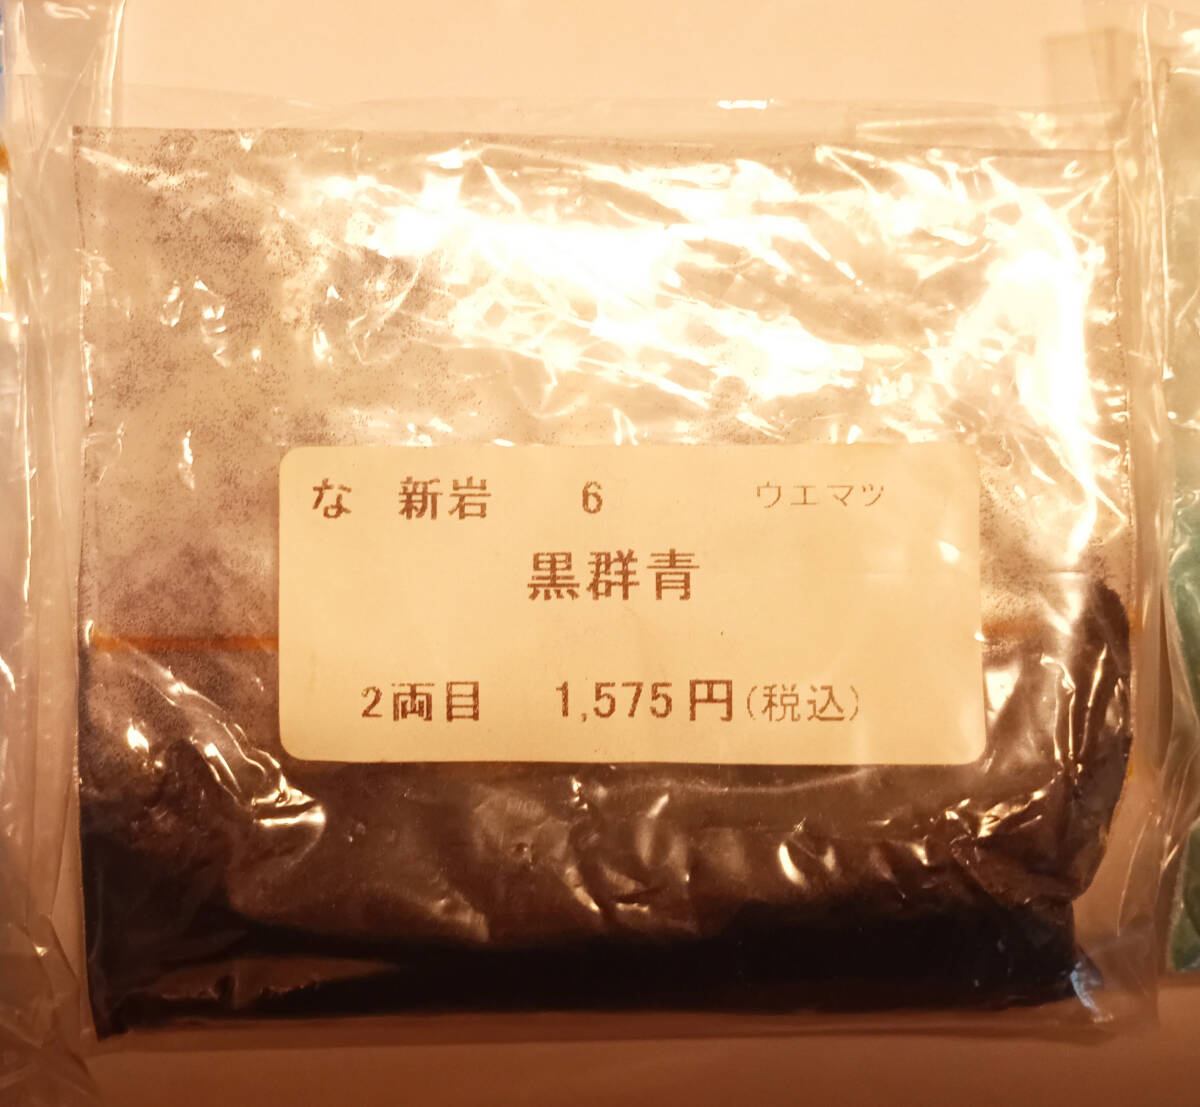 な 新岩 6 ウエマツ
黒群青
2両目 1,575円(税込)